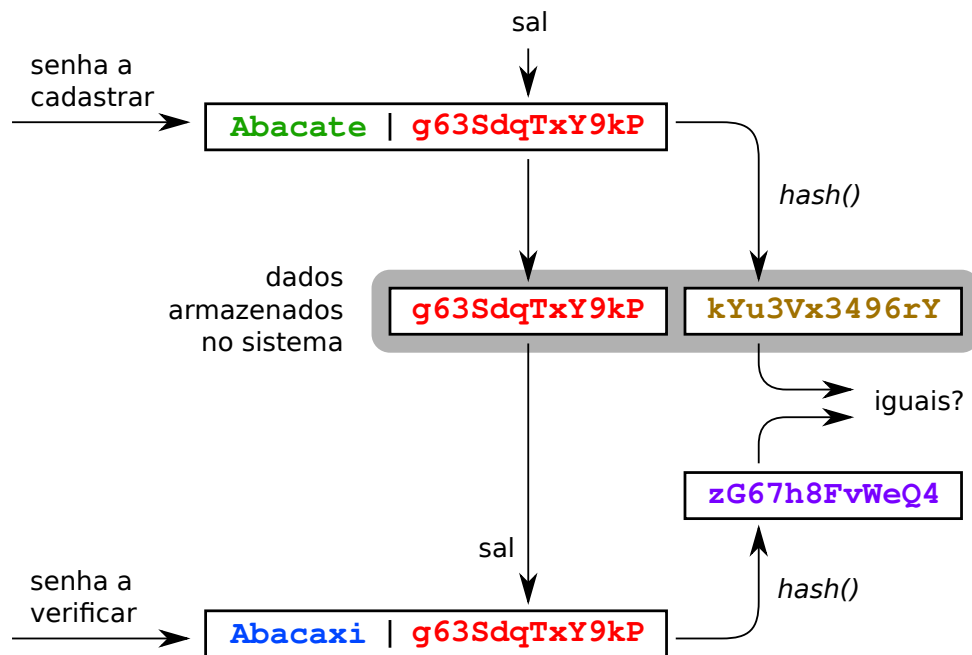 sal
senha a
cadastrar
Abacate | g63SdqTxY9kP
hash()
dados
armazenados
no sistema
g63SdqTxY9kP
kYu3Vx3496rY
iguais?
zG67h8FvWeQ4
sal
senha a
verificar
hash()
Abacaxi | g63SdqTxY9kP